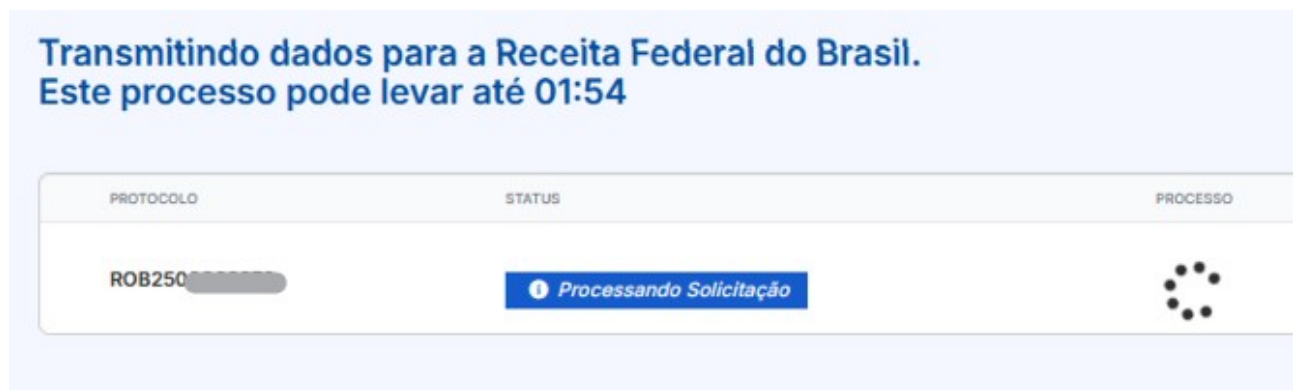 Transmitindo dados para a Receita Federal do Brasil.
Este processo pode levar até 01:54
PROTOCOLO STATUS PROCESSO
ROB250 Processando Solicitação